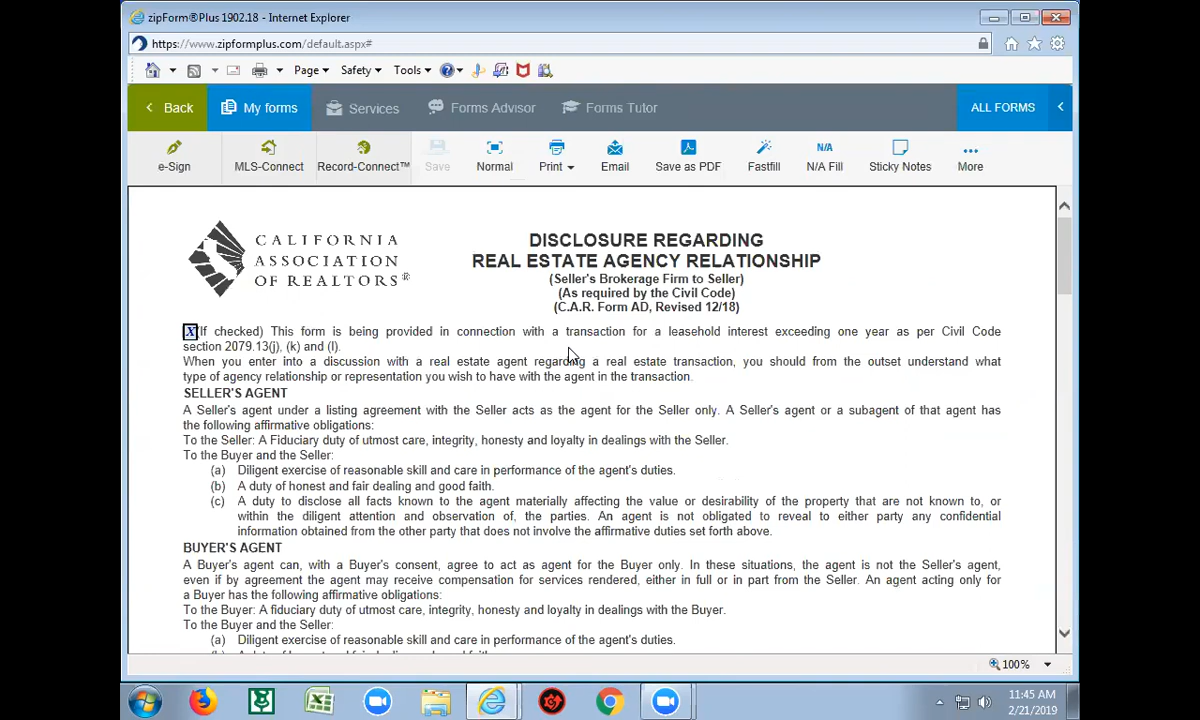 zipForm®Plus 1902.18 - Internet Explorer
https://www.zipformplus.com/default.aspx#
Page Safety Tools
Back My forms Services Forms Advisor Forms Tutor ALL FORMS
e-Sign MLS-Connect Record-Connect™ Save Normal Print Email Save as PDF Fastfill N/A N/A Fill Sticky Notes More
CALIFORNIA
ASSOCIATION
OF REALTORS®
DISCLOSURE REGARDING
REAL ESTATE AGENCY RELATIONSHIP
(Seller's Brokerage Firm to Seller)
(As required by the Civil Code)
(C.A.R. Form AD, Revised 12/18)
X (If checked) This form is being provided in connection with a transaction for a leasehold interest exceeding one year as per Civil Code
section 2079.13(j), (k) and (l).
When you enter into a discussion with a real estate agent regarding a real estate transaction, you should from the outset understand what
type of agency relationship or representation you wish to have with the agent in the transaction.
SELLER'S AGENT
A Seller's agent under a listing agreement with the Seller acts as the agent for the Seller only. A Seller's agent or a subagent of that agent has
the following affirmative obligations:
To the Seller: A Fiduciary duty of utmost care, integrity, honesty and loyalty in dealings with the Seller.
To the Buyer and the Seller:
(a) Diligent exercise of reasonable skill and care in performance of the agent's duties.
(b) A duty of honest and fair dealing and good faith.
(c) A duty to disclose all facts known to the agent materially affecting the value or desirability of the property that are not known to, or
within the diligent attention and observation of, the parties. An agent is not obligated to reveal to either party any confidential
information obtained from the other party that does not involve the affirmative duties set forth above.
BUYER'S AGENT
A Buyer's agent can, with a Buyer's consent, agree to act as agent for the Buyer only. In these situations, the agent is not the Seller's agent,
even if by agreement the agent may receive compensation for services rendered, either in full or in part from the Seller. An agent acting only for
a Buyer has the following affirmative obligations:
To the Buyer: A fiduciary duty of utmost care, integrity, honesty and loyalty in dealings with the Buyer.
To the Buyer and the Seller:
(a) Diligent exercise of reasonable skill and care in performance of the agent's duties.
100%
11:45 AM
2/21/2019